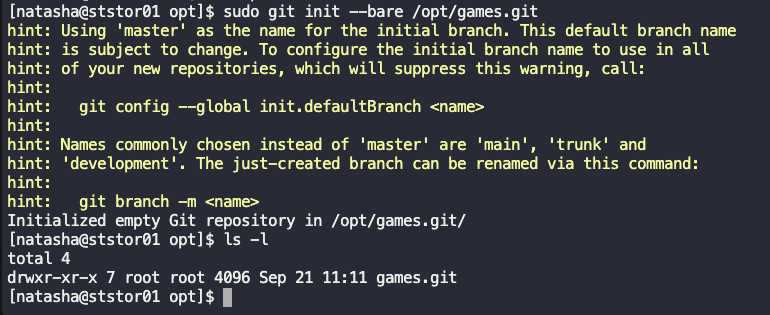 [natasha@ststor01 opt]$ sudo git init --bare /opt/games.git
hint: Using 'master' as the name for the initial branch. This default branch name
hint: is subject to change. To configure the initial branch name to use in all
hint: of your new repositories, which will suppress this warning, call:
hint:
hint:   git config --global init.defaultBranch <name>
hint:
hint: Names commonly chosen instead of 'master' are 'main', 'trunk' and
hint: 'development'. The just-created branch can be renamed via this command:
hint:
hint:   git branch -m <name>
Initialized empty Git repository in /opt/games.git/
[natasha@ststor01 opt]$ ls -l
total 4
drwxr-xr-x 7 root root 4096 Sep 21 11:11 games.git
[natasha@ststor01 opt]$